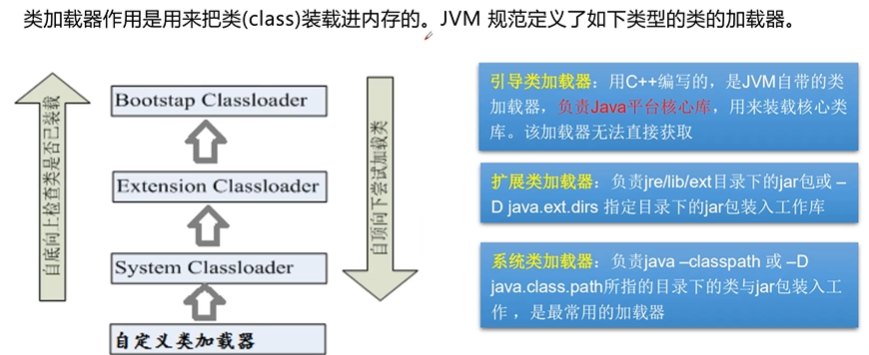 类加载器作用是用来把类(class)装载进内存的。JVM 规范定义了如下类型的类的加载器。
自底向上检查类是否已装载
Bootstap Classloader
Extension Classloader
System Classloader
自定义类加载器
自顶向下尝试加载类
引导类加载器：用C++编写的，是JVM自带的类
加载器，负责Java平台核心库，用来装载核心类
库。该加载器无法直接获取
扩展类加载器：负责jre/lib/ext目录下的jar包或 –
D java.ext.dirs 指定目录下的jar包装入工作库
系统类加载器：负责java –classpath 或 –D
java.class.path所指的目录下的类与jar包装入工
作 ，是最常用的加载器